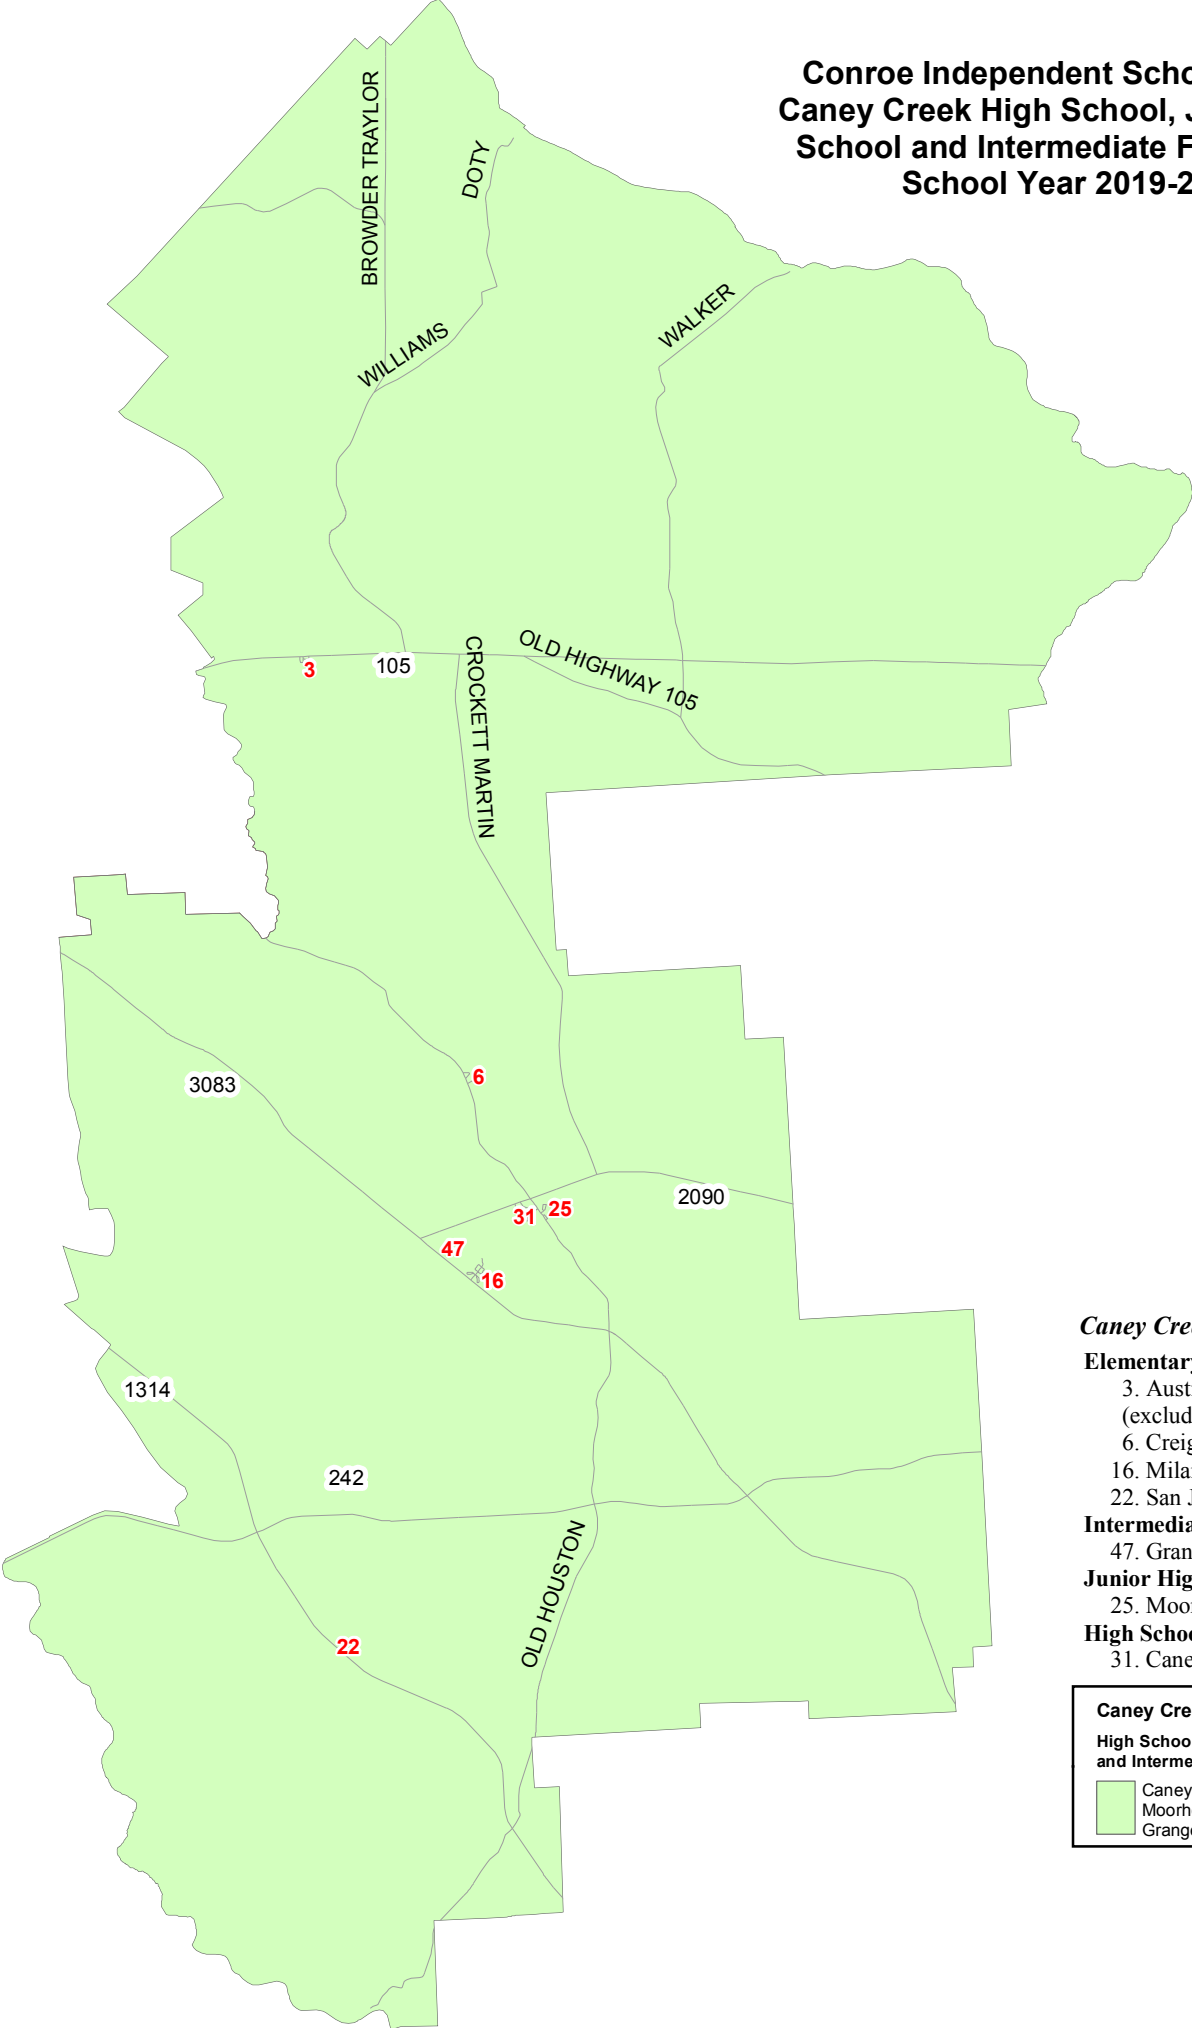 Conroe Independent Scho
Caney Creek High School, J
School and Intermediate F
School Year 2019-2
BROWDER TRAYLOR
DOTY
WILLIAMS
WALKER
3
105
CROCKETT MARTIN
OLD HIGHWAY 105
3083
6
2090
31
25
47
16
1314
242
OLD HOUSTON
22
Caney Cre
Elementary
3. Aust
(exclud
6. Creig
16. Mila
22. San J
Intermedia
47. Gran
Junior Hig
25. Moor
High Schoo
31. Cane
Caney Cre
High Schoo
and Interme
Caney
Moorh
Grang